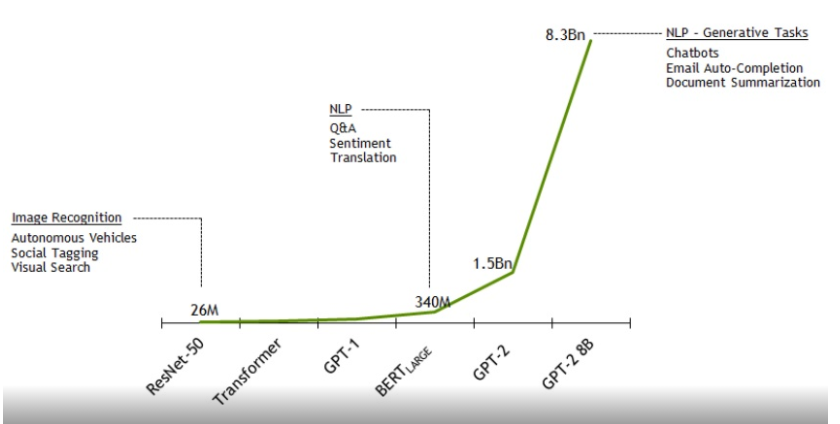 8.3Bn
NLP - Generative Tasks
Chatbots
Email Auto-Completion
Document Summarization
NLP
Q&A
Sentiment
Translation
Image Recognition
Autonomous Vehicles
Social Tagging
Visual Search
1.5Bn
340M
26M
ResNet-50
Transformer
GPT-1
BERTLARGE
GPT-2
GPT-2 8B